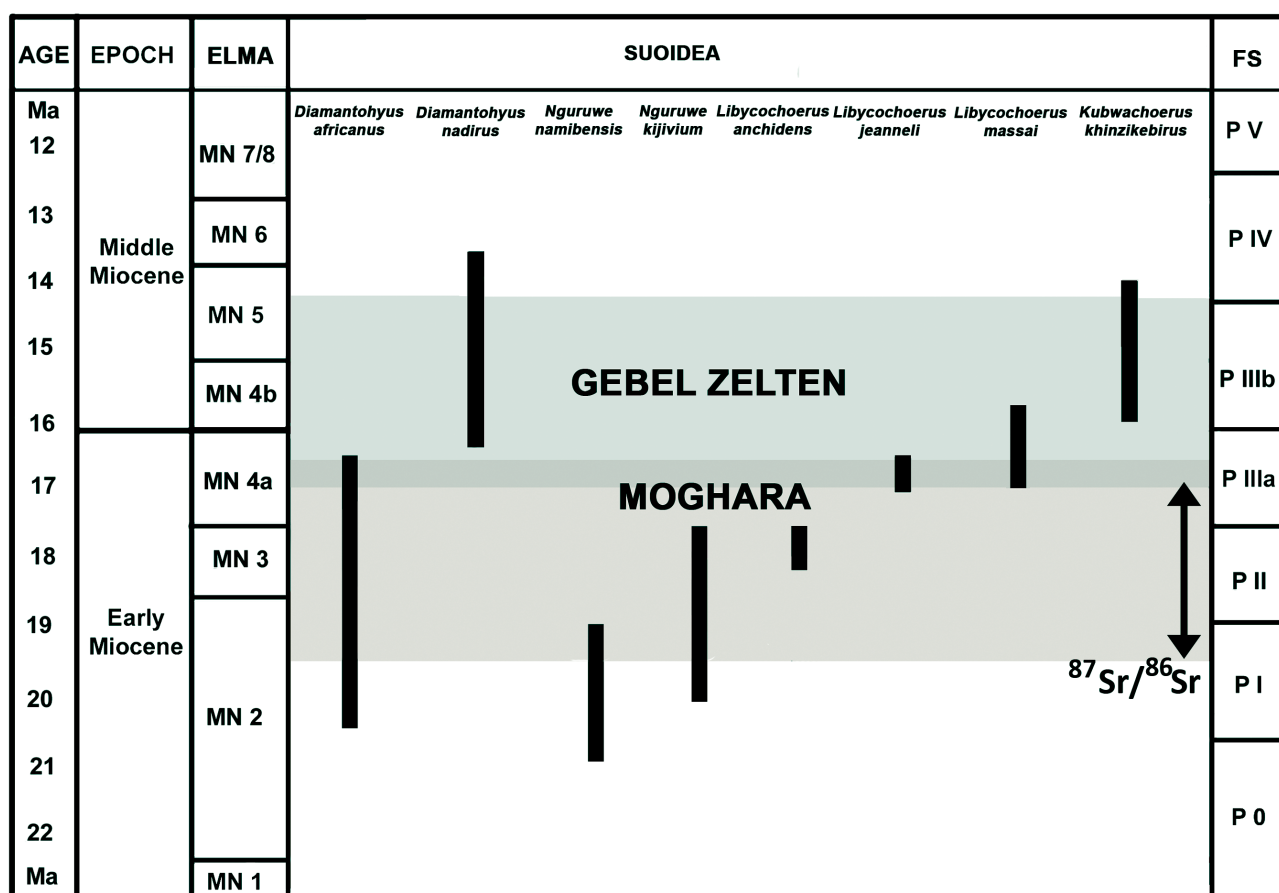 AGE EPOCH ELMA SUOIDEA FS
Ma
12
13
14
15
16
17
18
19
20
21
22
Ma
Middle
Miocene
Early
Miocene
MN 7/8
MN 6
MN 5
MN 4b
MN 4a
MN 3
MN 2
MN 1
Diamantohyus
africanus
Diamantohyus
nadirus
Nguruwe
namibensis
Nguruwe
kijivium
Libycochoerus
anchidens
Libycochoerus
jeanneli
Libycochoerus
massai
Kubwachoerus
khinzikebirus
GEBEL ZELTEN
MOGHARA
⁸⁷Sr/⁸⁶Sr
P V
P IV
P IIIb
P IIIa
P II
P I
P 0